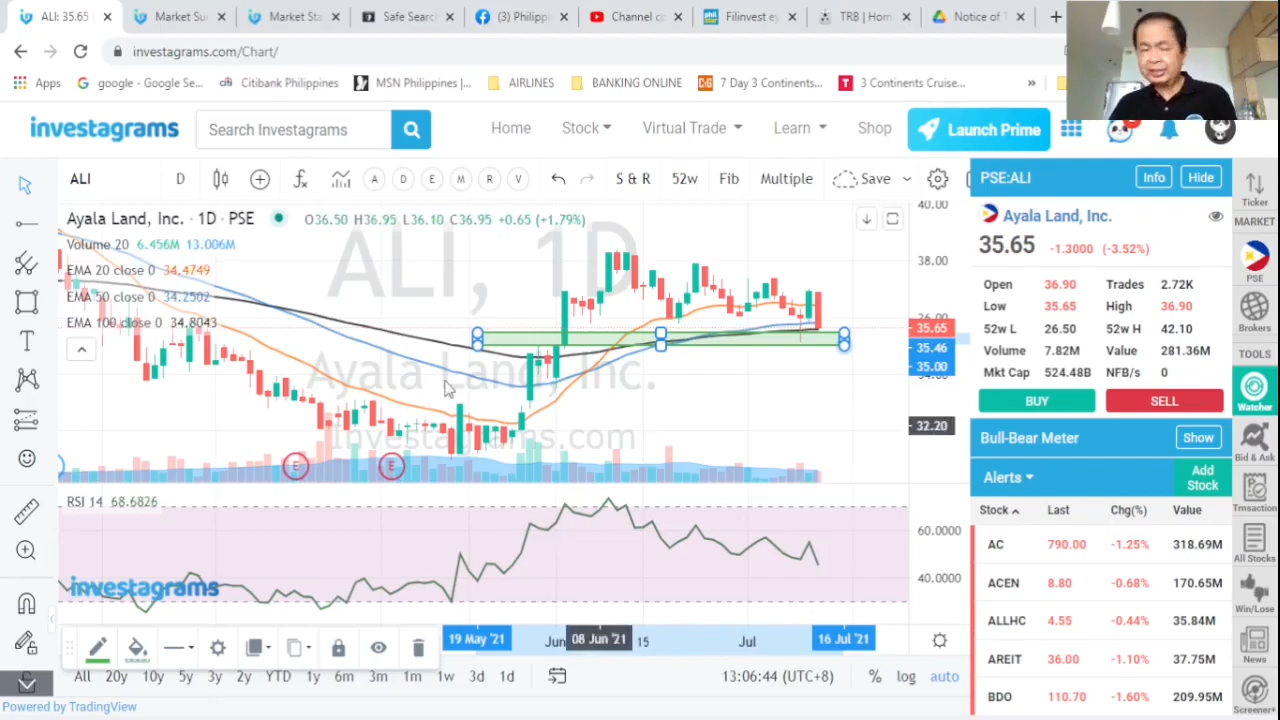 ALI: 35.65
Market Su
Market Sta
Safe Searc
(3) Philipp
Channel co
Filinvest ey
TRB | Hom
Notice of T
investagrams.com/Chart/
Apps
google - Google Se...
Citibank Philippines
MSN Philippines |...
AIRLINES
BANKING ONLINE
7 Day 3 Continents...
3 Continents Cruise...
»
investagrams
Search Investagrams
Home
Stock
Virtual Trade
Learn
Shop
Launch Prime
ALI
D
A
D
E
M
R
V
S & R
52w
Fib
Multiple
Save
Ayala Land, Inc. · 1D · PSE
O36.50 H36.95 L36.10 C36.95 +0.65 (+1.79%)
Volume 20 6.456M 13.006M
EMA 20 close 0 34.4749
EMA 50 close 0 34.2502
EMA 100 close 0 34.8043
ALI, 1D
Ayala Land, Inc.
Investagrams.com
40.00
38.00
36.00
35.65
35.46
35.00
34.00
32.20
E
E
RSI 14 68.6826
60.0000
40.0000
investagrams
19 May '21
Jun
08 Jun '21
15
Jul
16 Jul '21
All
20y
10y
5y
3y
2y
YTD
1y
6m
3m
1m
1w
3d
1d
13:06:44 (UTC+8)
%
log
auto
Powered by TradingView
PSE:ALI
Info
Hide
Ayala Land, Inc.
35.65 -1.3000 (-3.52%)
Open 36.90 Trades 2.72K
Low 35.65 High 36.90
52w L 26.50 52w H 42.10
Volume 7.82M Value 281.36M
Mkt Cap 524.48B NFB/s 0
BUY
SELL
Bull-Bear Meter
Show
Alerts
Add
Stock
Stock Last Chg(%) Value
AC 790.00 -1.25% 318.69M
ACEN 8.80 -0.68% 170.65M
ALLHC 4.55 -0.44% 35.84M
AREIT 36.00 -1.10% 37.75M
BDO 110.70 -1.60% 209.95M
Ticker
MARKET
PSE
Brokers
TOOLS
Watcher
Bid & Ask
Trnsaction
All Stocks
Win/Lose
News
Screener+